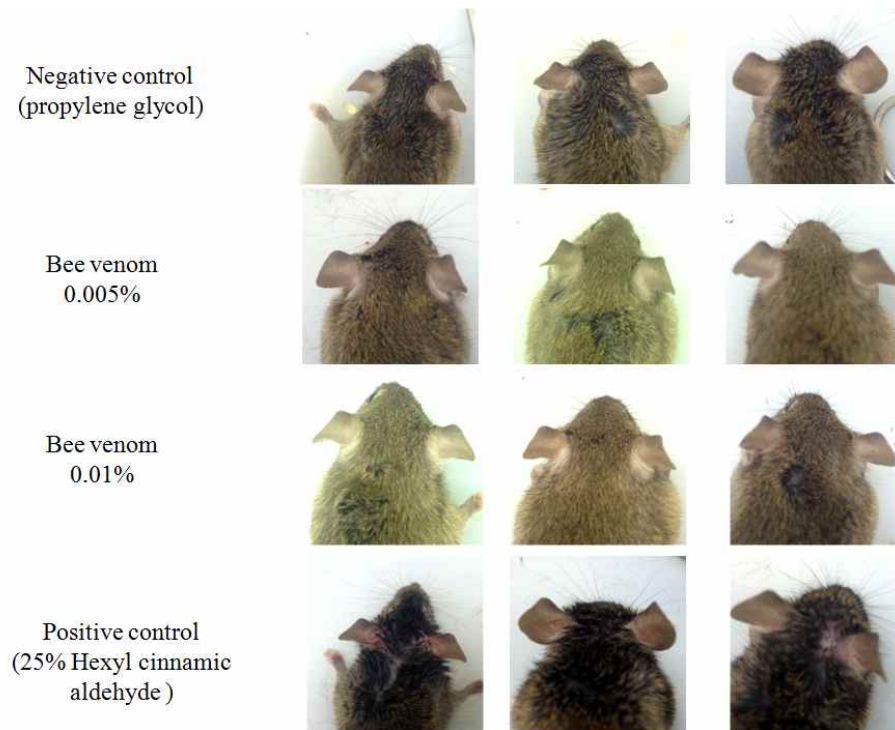 Negative control
(propylene glycol)
Bee venom
0.005%
Bee venom
0.01%
Positive control
(25% Hexyl cinnamic
aldehyde )